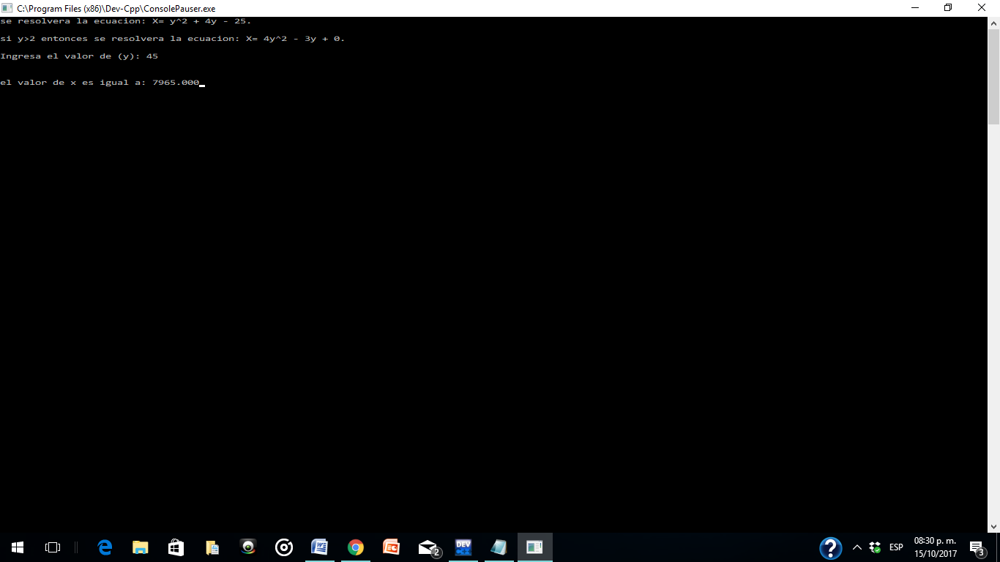 C:\Program Files (x86)\Dev-Cpp\ConsolePauser.exe
se resolvera la ecuacion: X= y^2 + 4y - 25.
si y>2 entonces se resolvera la ecuacion: X= 4y^2 - 3y + 0.
Ingresa el valor de (y): 45
el valor de x es igual a: 7965.000
2
DEV
ESP
08:30 p. m.
15/10/2017
3